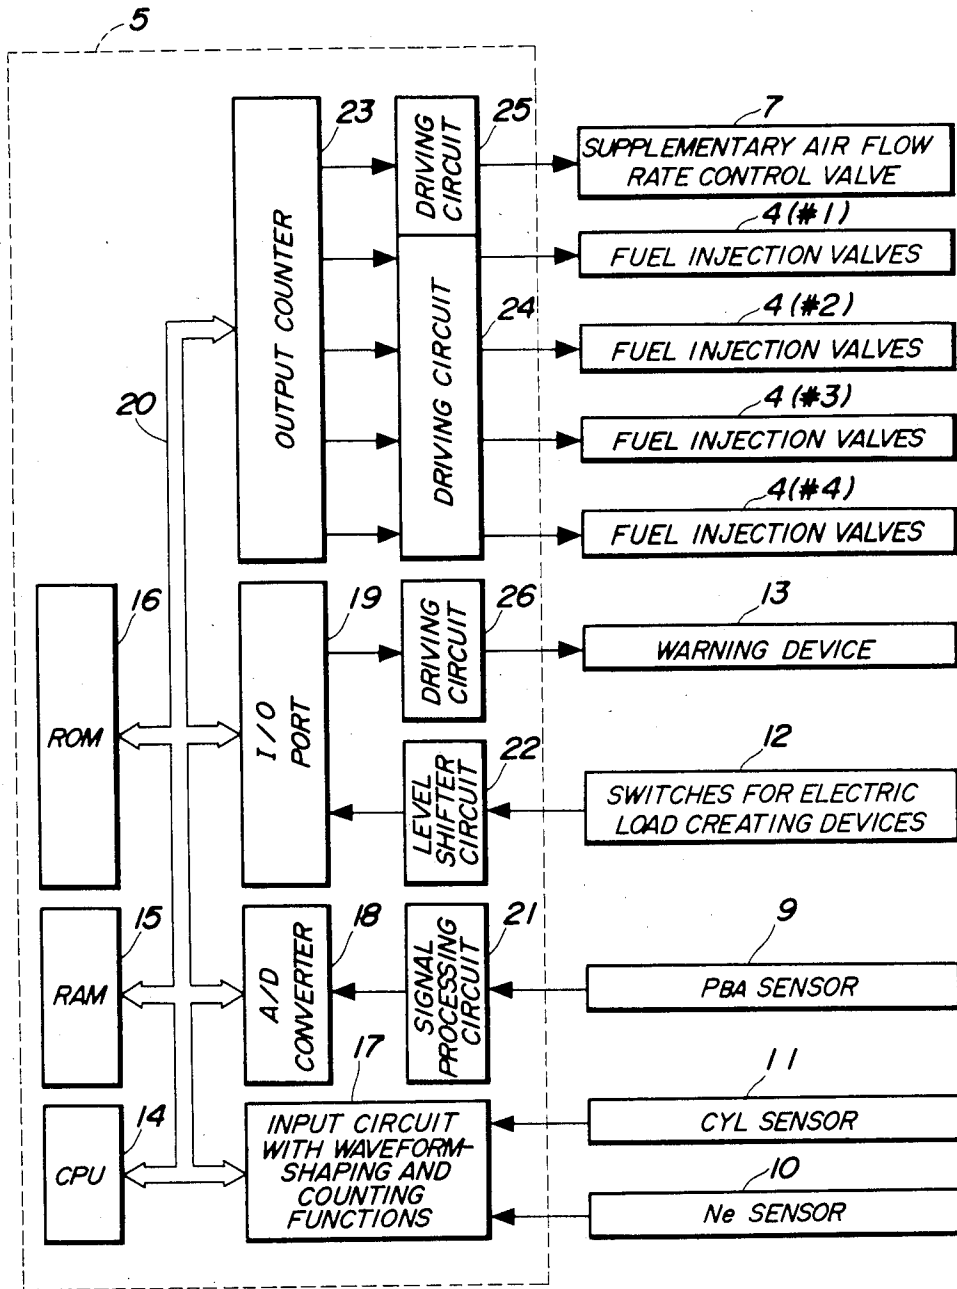 5
23
25
7
DRIVING
CIRCUIT
SUPPLEMENTARY AIR FLOW
RATE CONTROL VALVE
4(#1)
FUEL INJECTION VALVES
OUTPUT COUNTER
24
DRIVING CIRCUIT
4(#2)
FUEL INJECTION VALVES
20
4(#3)
FUEL INJECTION VALVES
4(#4)
FUEL INJECTION VALVES
16
19
26
13
ROM
I/O
PORT
DRIVING
CIRCUIT
WARNING DEVICE
22
12
LEVEL
SHIFTER
CIRCUIT
SWITCHES FOR ELECTRIC
LOAD CREATING DEVICES
15
18
21
9
RAM
A/D
CONVERTER
SIGNAL
PROCESSING
CIRCUIT
PBA SENSOR
17
11
14
CPU
INPUT CIRCUIT
WITH WAVEFORM-
SHAPING AND
COUNTING
FUNCTIONS
CYL SENSOR
10
Ne SENSOR